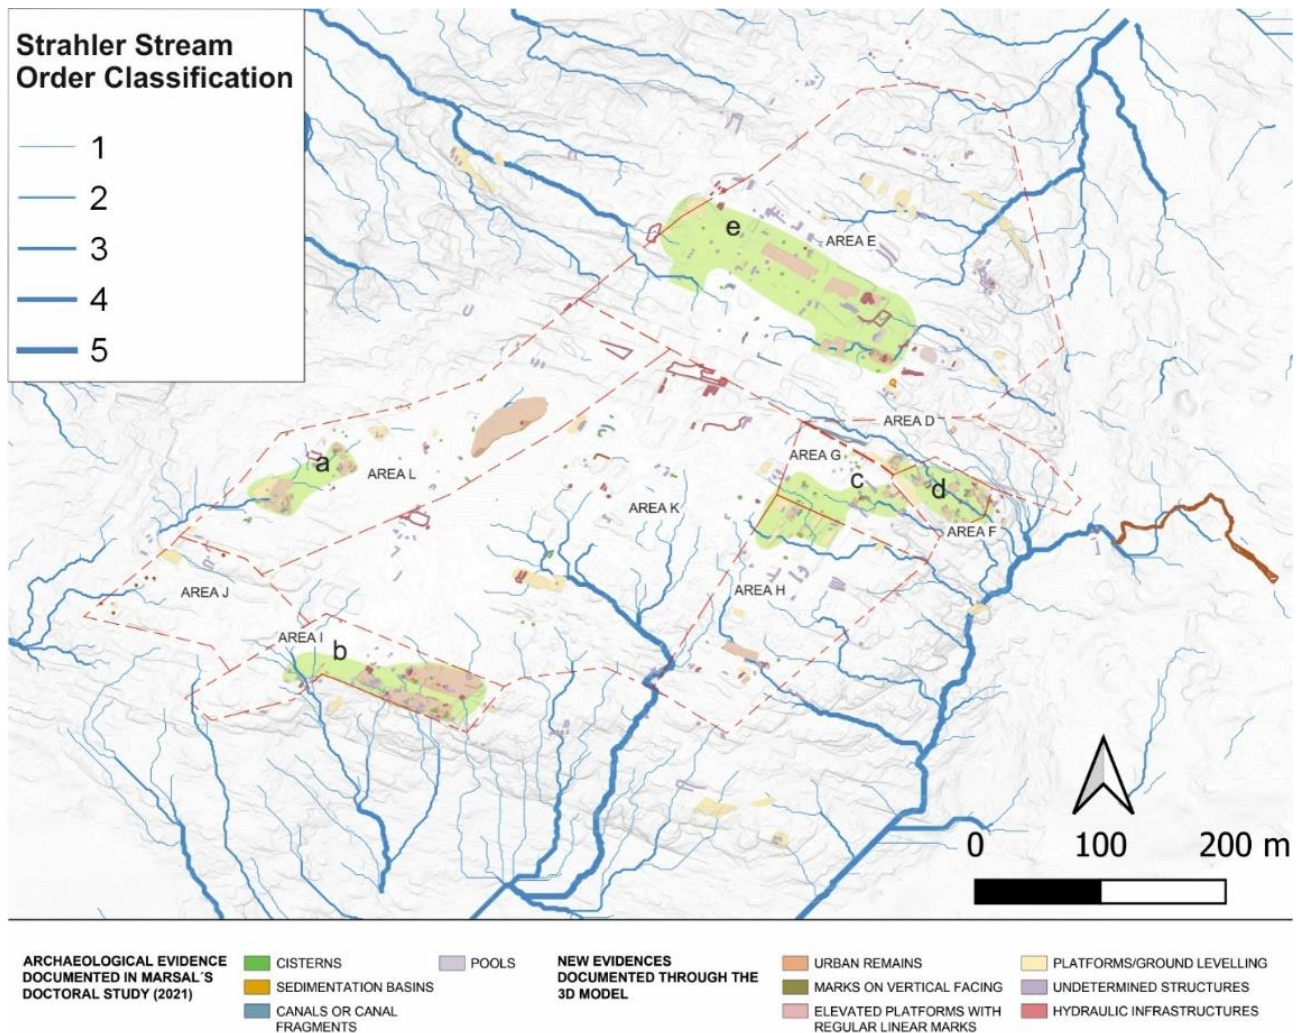 Strahler Stream
Order Classification
1
2
3
4
5
e
AREA E
AREA D
a
AREA L
AREA G
c
d
AREA K
AREA F
AREA J
AREA H
AREA I
b
0 100 200 m
ARCHAEOLOGICAL EVIDENCE
DOCUMENTED IN MARSAL´S
DOCTORAL STUDY (2021)
CISTERNS
SEDIMENTATION BASINS
CANALS OR CANAL
FRAGMENTS
POOLS
NEW EVIDENCES
DOCUMENTED THROUGH THE
3D MODEL
URBAN REMAINS
MARKS ON VERTICAL FACING
ELEVATED PLATFORMS WITH
REGULAR LINEAR MARKS
PLATFORMS/GROUND LEVELLING
UNDETERMINED STRUCTURES
HYDRAULIC INFRASTRUCTURES